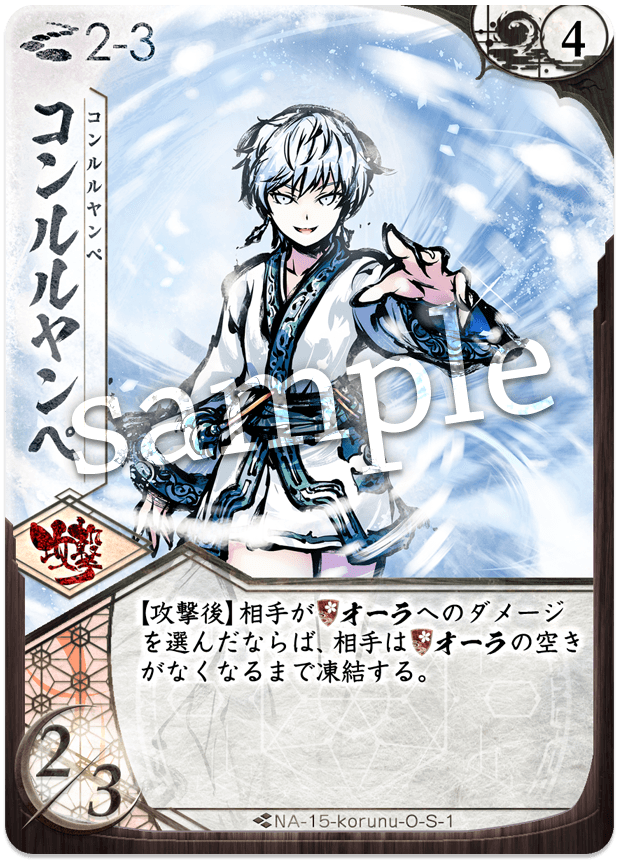 2-3
4
コンルルヤンペ
コンルルヤンペ
sample
攻撃
【攻撃後】相手がオーラへのダメージ
を選んだならば、相手はオーラの空き
がなくなるまで凍結する。
2/3
NA-15-korunu-O-S-1